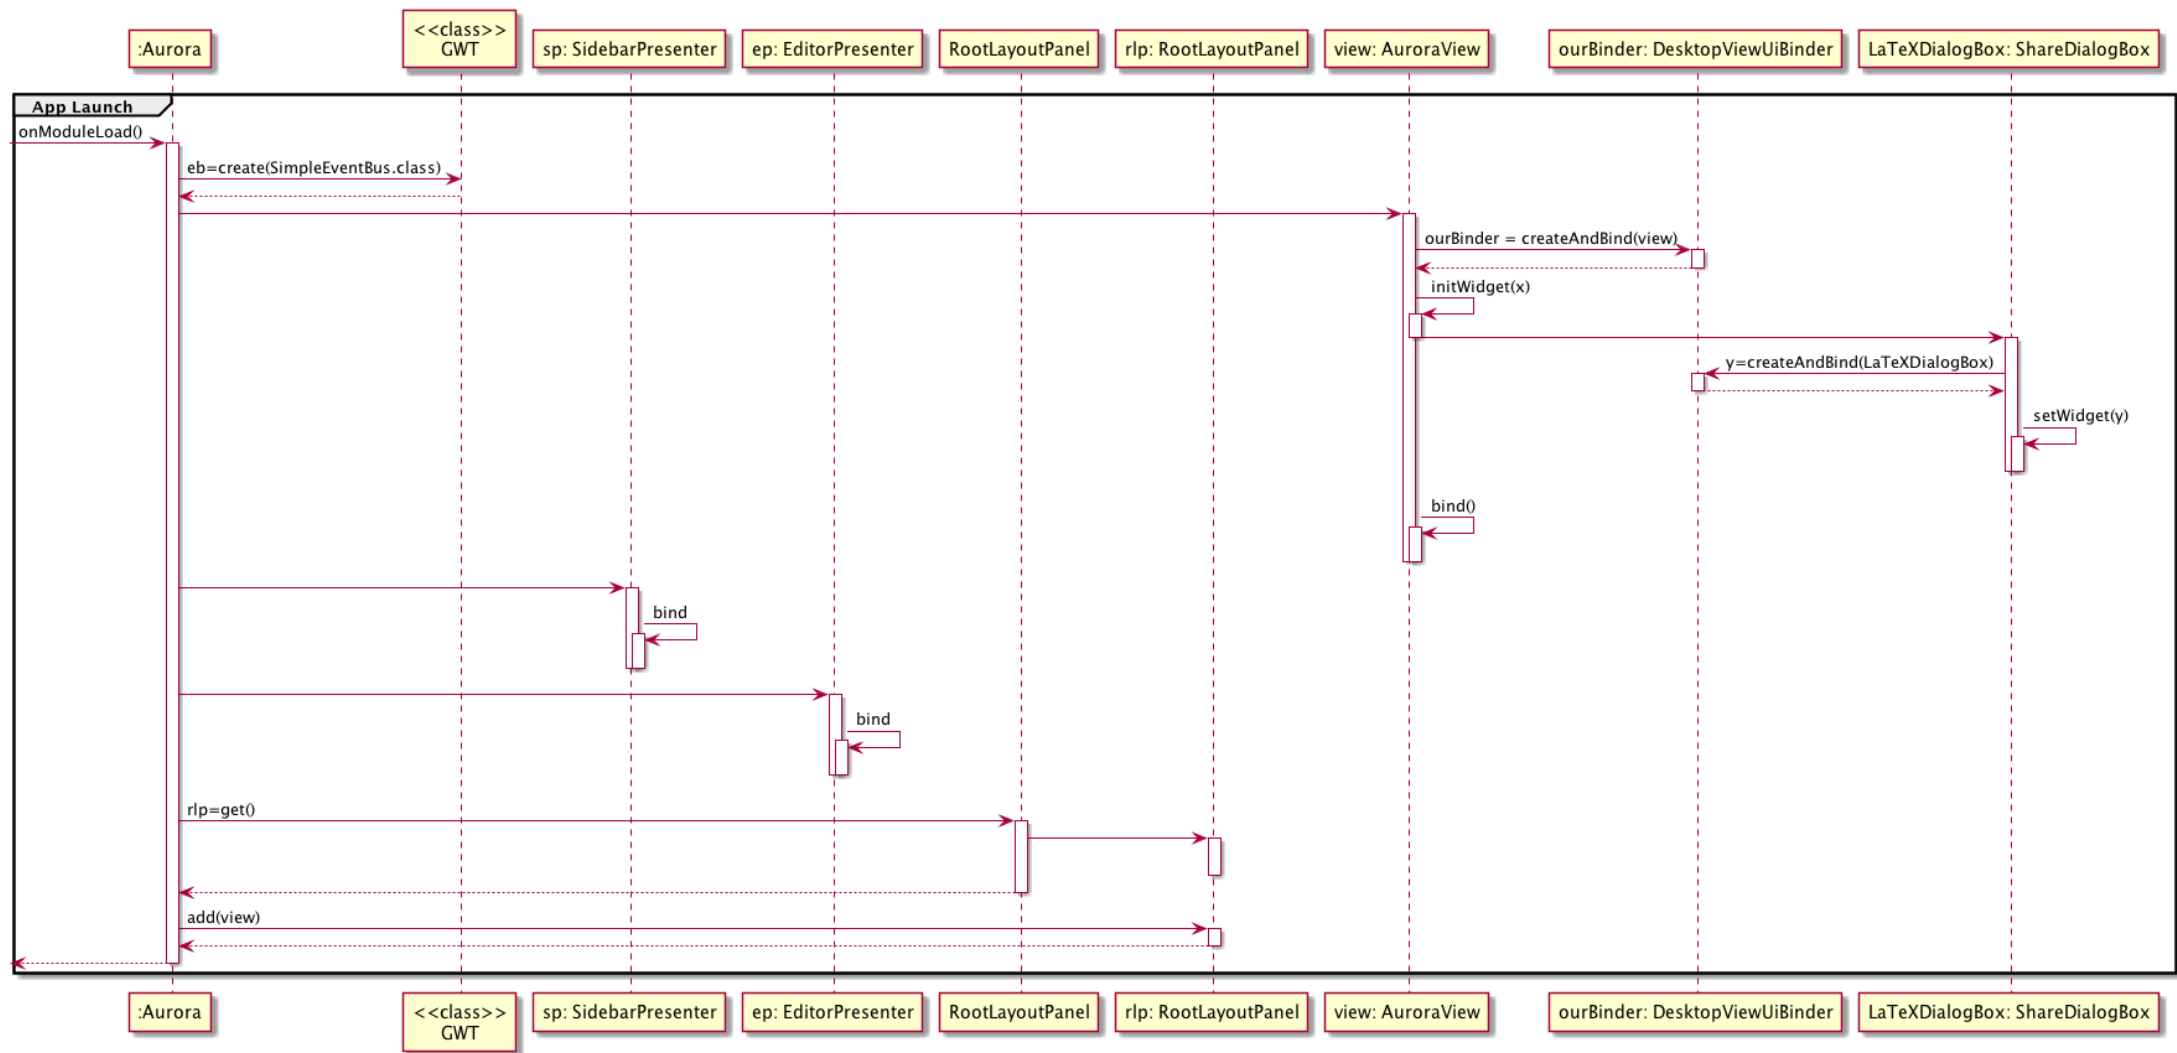 :Aurora
<<class>>
GWT
sp: SidebarPresenter
ep: EditorPresenter
RootLayoutPanel
rlp: RootLayoutPanel
view: AuroraView
ourBinder: DesktopViewUiBinder
LaTeXDialogBox: ShareDialogBox
App Launch
onModuleLoad()
eb=create(SimpleEventBus.class)
ourBinder = createAndBind(view)
initWidget(x)
y=createAndBind(LaTeXDialogBox)
setWidget(y)
bind()
bind
bind
rlp=get()
add(view)
:Aurora
<<class>>
GWT
sp: SidebarPresenter
ep: EditorPresenter
RootLayoutPanel
rlp: RootLayoutPanel
view: AuroraView
ourBinder: DesktopViewUiBinder
LaTeXDialogBox: ShareDialogBox